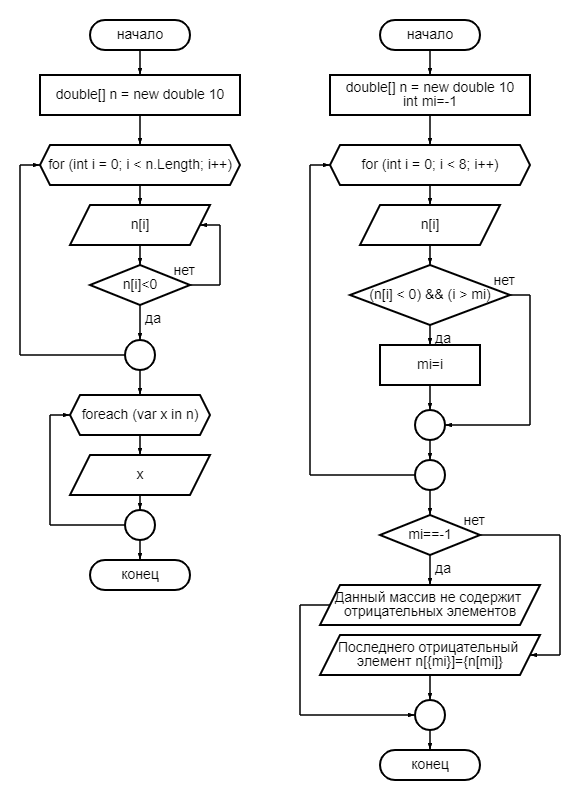 начало
double[] n = new double 10
for (int i = 0; i < n.Length; i++)
n[i]
n[i]<0
нет
да
foreach (var x in n)
x
конец
начало
double[] n = new double 10
int mi=-1
for (int i = 0; i < 8; i++)
n[i]
(n[i] < 0) && (i > mi)
нет
да
mi=i
mi==-1
нет
да
Данный массив не содержит
отрицательных элементов
Последнего отрицательный
элемент n[{mi}]={n[mi]}
конец